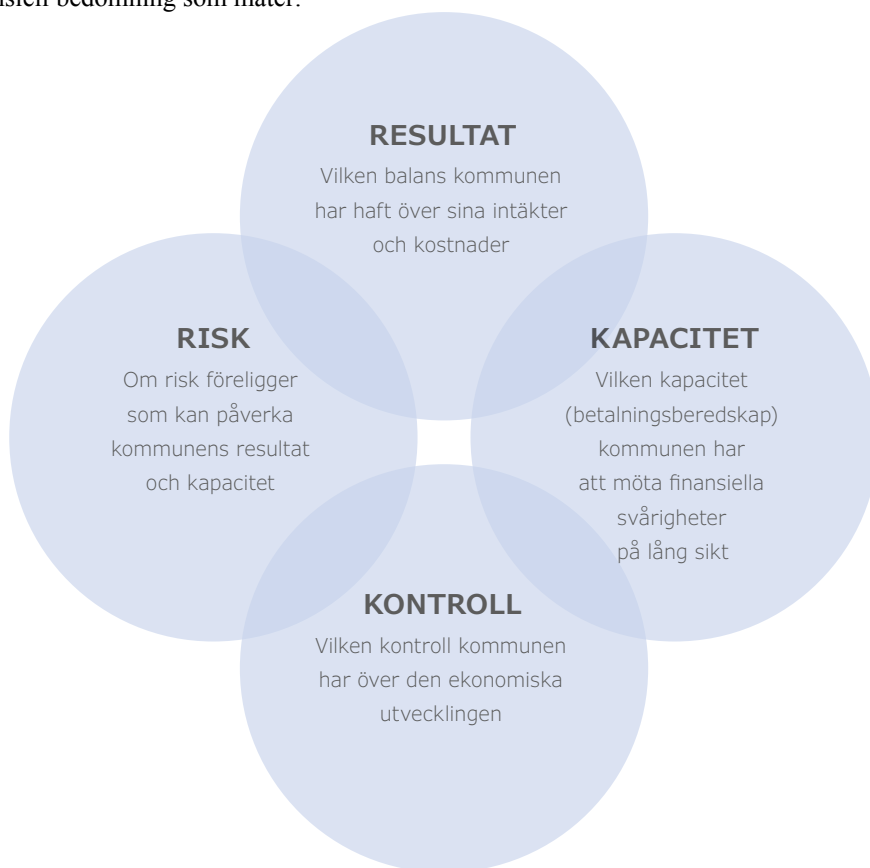 bedömning som mäter:
RESULTAT
Vilken balans kommunen
har haft över sina intäkter
och kostnader
RISK
Om risk föreligger
som kan påverka
kommunens resultat
och kapacitet
KAPACITET
Vilken kapacitet
(betalningsberedskap)
kommunen har
att möta finansiella
svårigheter
på lång sikt
KONTROLL
Vilken kontroll kommunen
har över den ekonomiska
utvecklingen